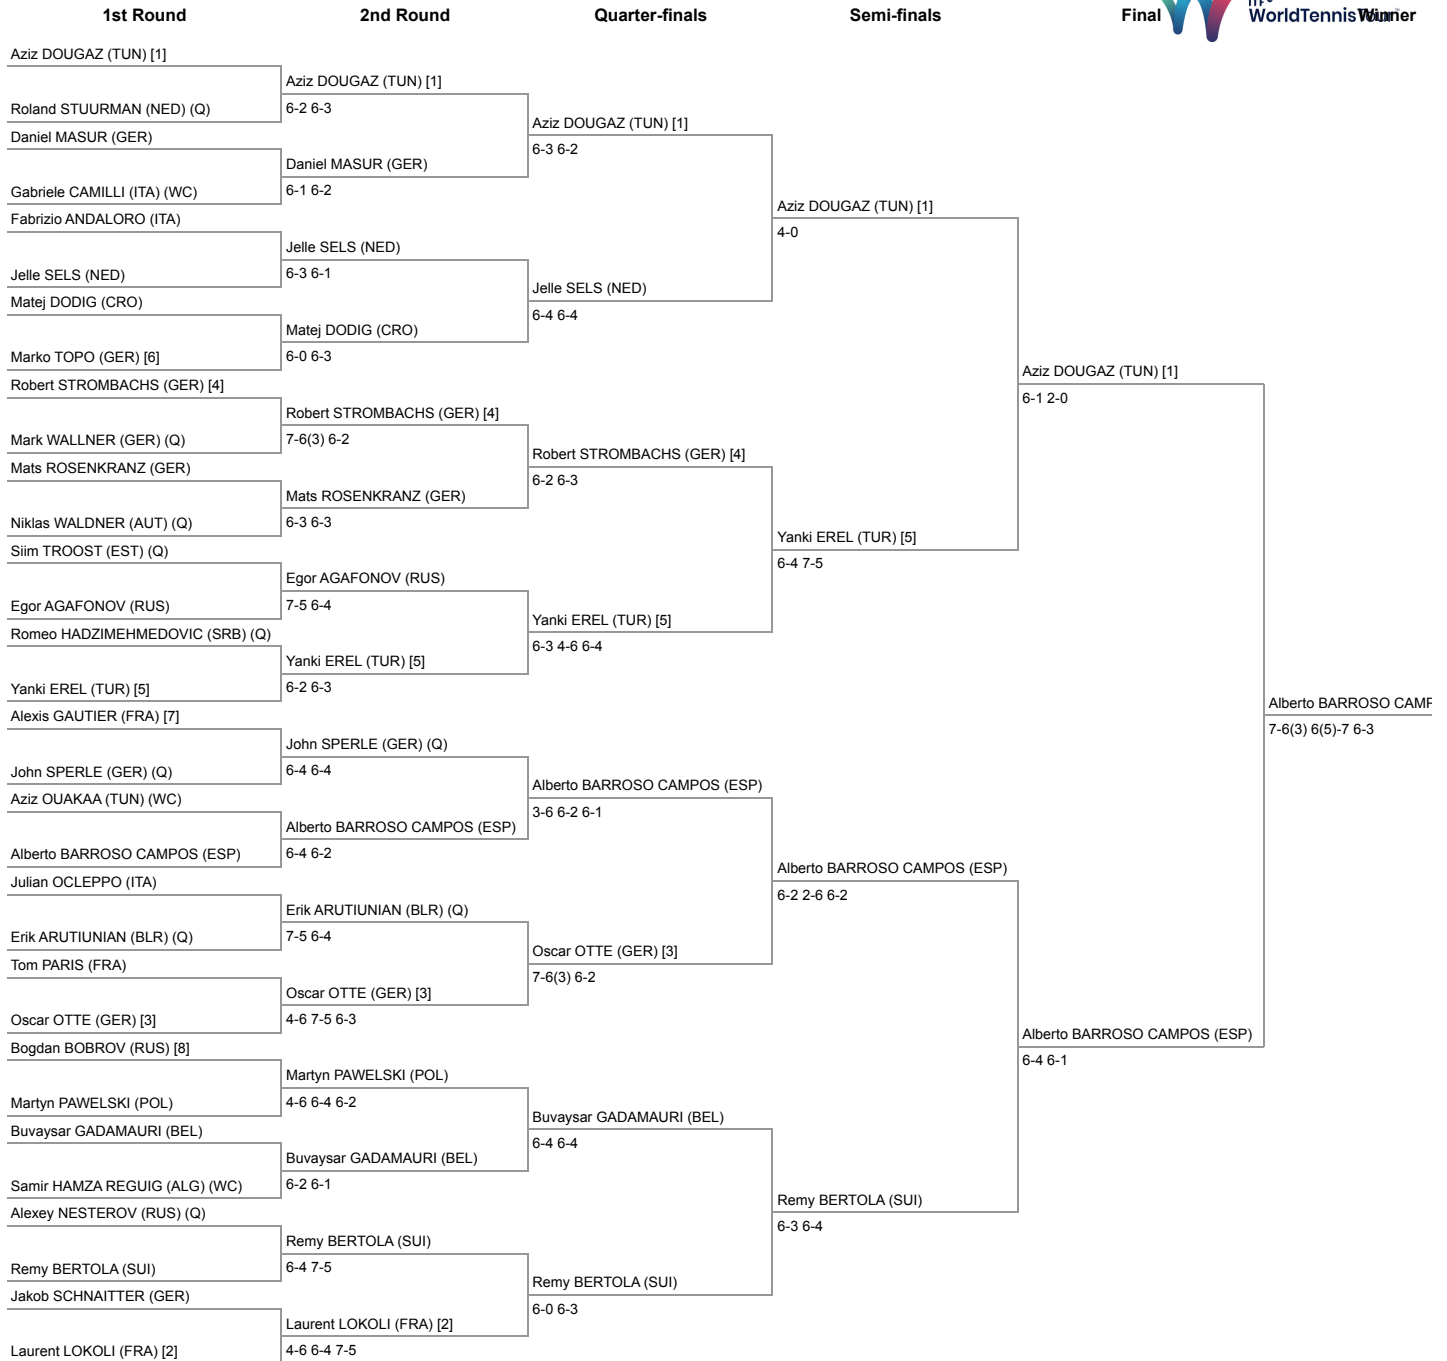 1st Round
2nd Round
Quarter-finals
Semi-finals
Final
WorldTennis
Winner
Aziz DOUGAZ (TUN) [1]
Roland STUURMAN (NED) (Q)
Daniel MASUR (GER)
Gabriele CAMILLI (ITA) (WC)
Fabrizio ANDALORO (ITA)
Jelle SELS (NED)
Matej DODIG (CRO)
Marko TOPO (GER) [6]
Robert STROMBACHS (GER) [4]
Mark WALLNER (GER) (Q)
Mats ROSENKRANZ (GER)
Niklas WALDNER (AUT) (Q)
Siim TROOST (EST) (Q)
Egor AGAFONOV (RUS)
Romeo HADZIMEHMEDOVIC (SRB) (Q)
Yanki EREL (TUR) [5]
Alexis GAUTIER (FRA) [7]
John SPERLE (GER) (Q)
Aziz OUAKAA (TUN) (WC)
Alberto BARROSO CAMPOS (ESP)
Julian OCLEPPO (ITA)
Erik ARUTIUNIAN (BLR) (Q)
Tom PARIS (FRA)
Oscar OTTE (GER) [3]
Bogdan BOBROV (RUS) [8]
Martyn PAWELSKI (POL)
Buvaysar GADAMAURI (BEL)
Samir HAMZA REGUIG (ALG) (WC)
Alexey NESTEROV (RUS) (Q)
Remy BERTOLA (SUI)
Jakob SCHNAITTER (GER)
Laurent LOKOLI (FRA) [2]
Aziz DOUGAZ (TUN) [1]
6-2 6-3
Daniel MASUR (GER)
6-1 6-2
Jelle SELS (NED)
6-3 6-1
Matej DODIG (CRO)
6-0 6-3
Robert STROMBACHS (GER) [4]
7-6(3) 6-2
Mats ROSENKRANZ (GER)
6-3 6-3
Egor AGAFONOV (RUS)
7-5 6-4
Yanki EREL (TUR) [5]
6-2 6-3
John SPERLE (GER) (Q)
6-4 6-4
Alberto BARROSO CAMPOS (ESP)
6-4 6-2
Erik ARUTIUNIAN (BLR) (Q)
7-5 6-4
Oscar OTTE (GER) [3]
4-6 7-5 6-3
Martyn PAWELSKI (POL)
4-6 6-4 6-2
Buvaysar GADAMAURI (BEL)
6-2 6-1
Remy BERTOLA (SUI)
6-4 7-5
Laurent LOKOLI (FRA) [2]
4-6 6-4 7-5
Aziz DOUGAZ (TUN) [1]
6-3 6-2
Jelle SELS (NED)
6-4 6-4
Robert STROMBACHS (GER) [4]
6-2 6-3
Yanki EREL (TUR) [5]
6-3 4-6 6-4
Alberto BARROSO CAMPOS (ESP)
3-6 6-2 6-1
Oscar OTTE (GER) [3]
7-6(3) 6-2
Buvaysar GADAMAURI (BEL)
6-4 6-4
Remy BERTOLA (SUI)
6-0 6-3
Aziz DOUGAZ (TUN) [1]
4-0
Yanki EREL (TUR) [5]
6-4 7-5
Alberto BARROSO CAMPOS (ESP)
6-2 2-6 6-2
Remy BERTOLA (SUI)
6-3 6-4
Aziz DOUGAZ (TUN) [1]
6-1 2-0
Alberto BARROSO CAMPOS (ESP)
6-4 6-1
Alberto BARROSO CAMP
7-6(3) 6(5)-7 6-3